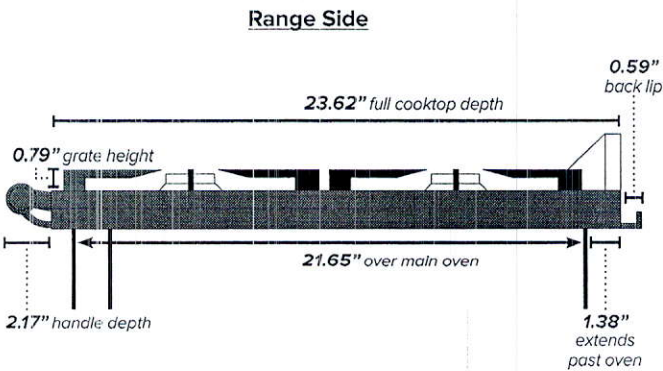 Range Side
0.59”
back lip
23.62” full cooktop depth
0.79” grate height
21.65” over main oven
2.17” handle depth
1.38”
extends
past oven